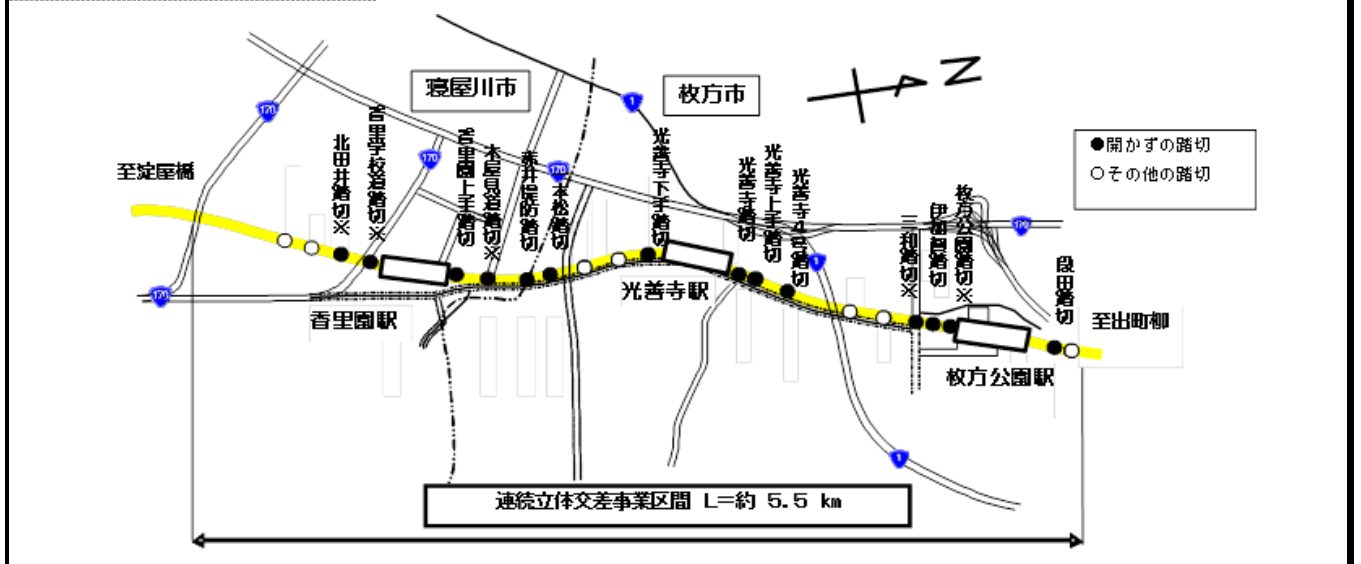 寝屋川市
枚方市
N
至淀屋橋
北田井踏切※
香里学校道踏切※
香里園上手踏切
木屋見道踏切※
赤井堤防踏切
一本松踏切
光善寺下手踏切
光善寺踏切
光善寺上手踏切
光善寺4号踏切
三和踏切※
伊加賀踏切
枚方公園踏切※
段田踏切
至出町柳
●開かずの踏切
○その他の踏切
170
170
170
170
170
1
1
1
香里園駅
光善寺駅
枚方公園駅
連続立体交差事業区間 L=約 5.5 km